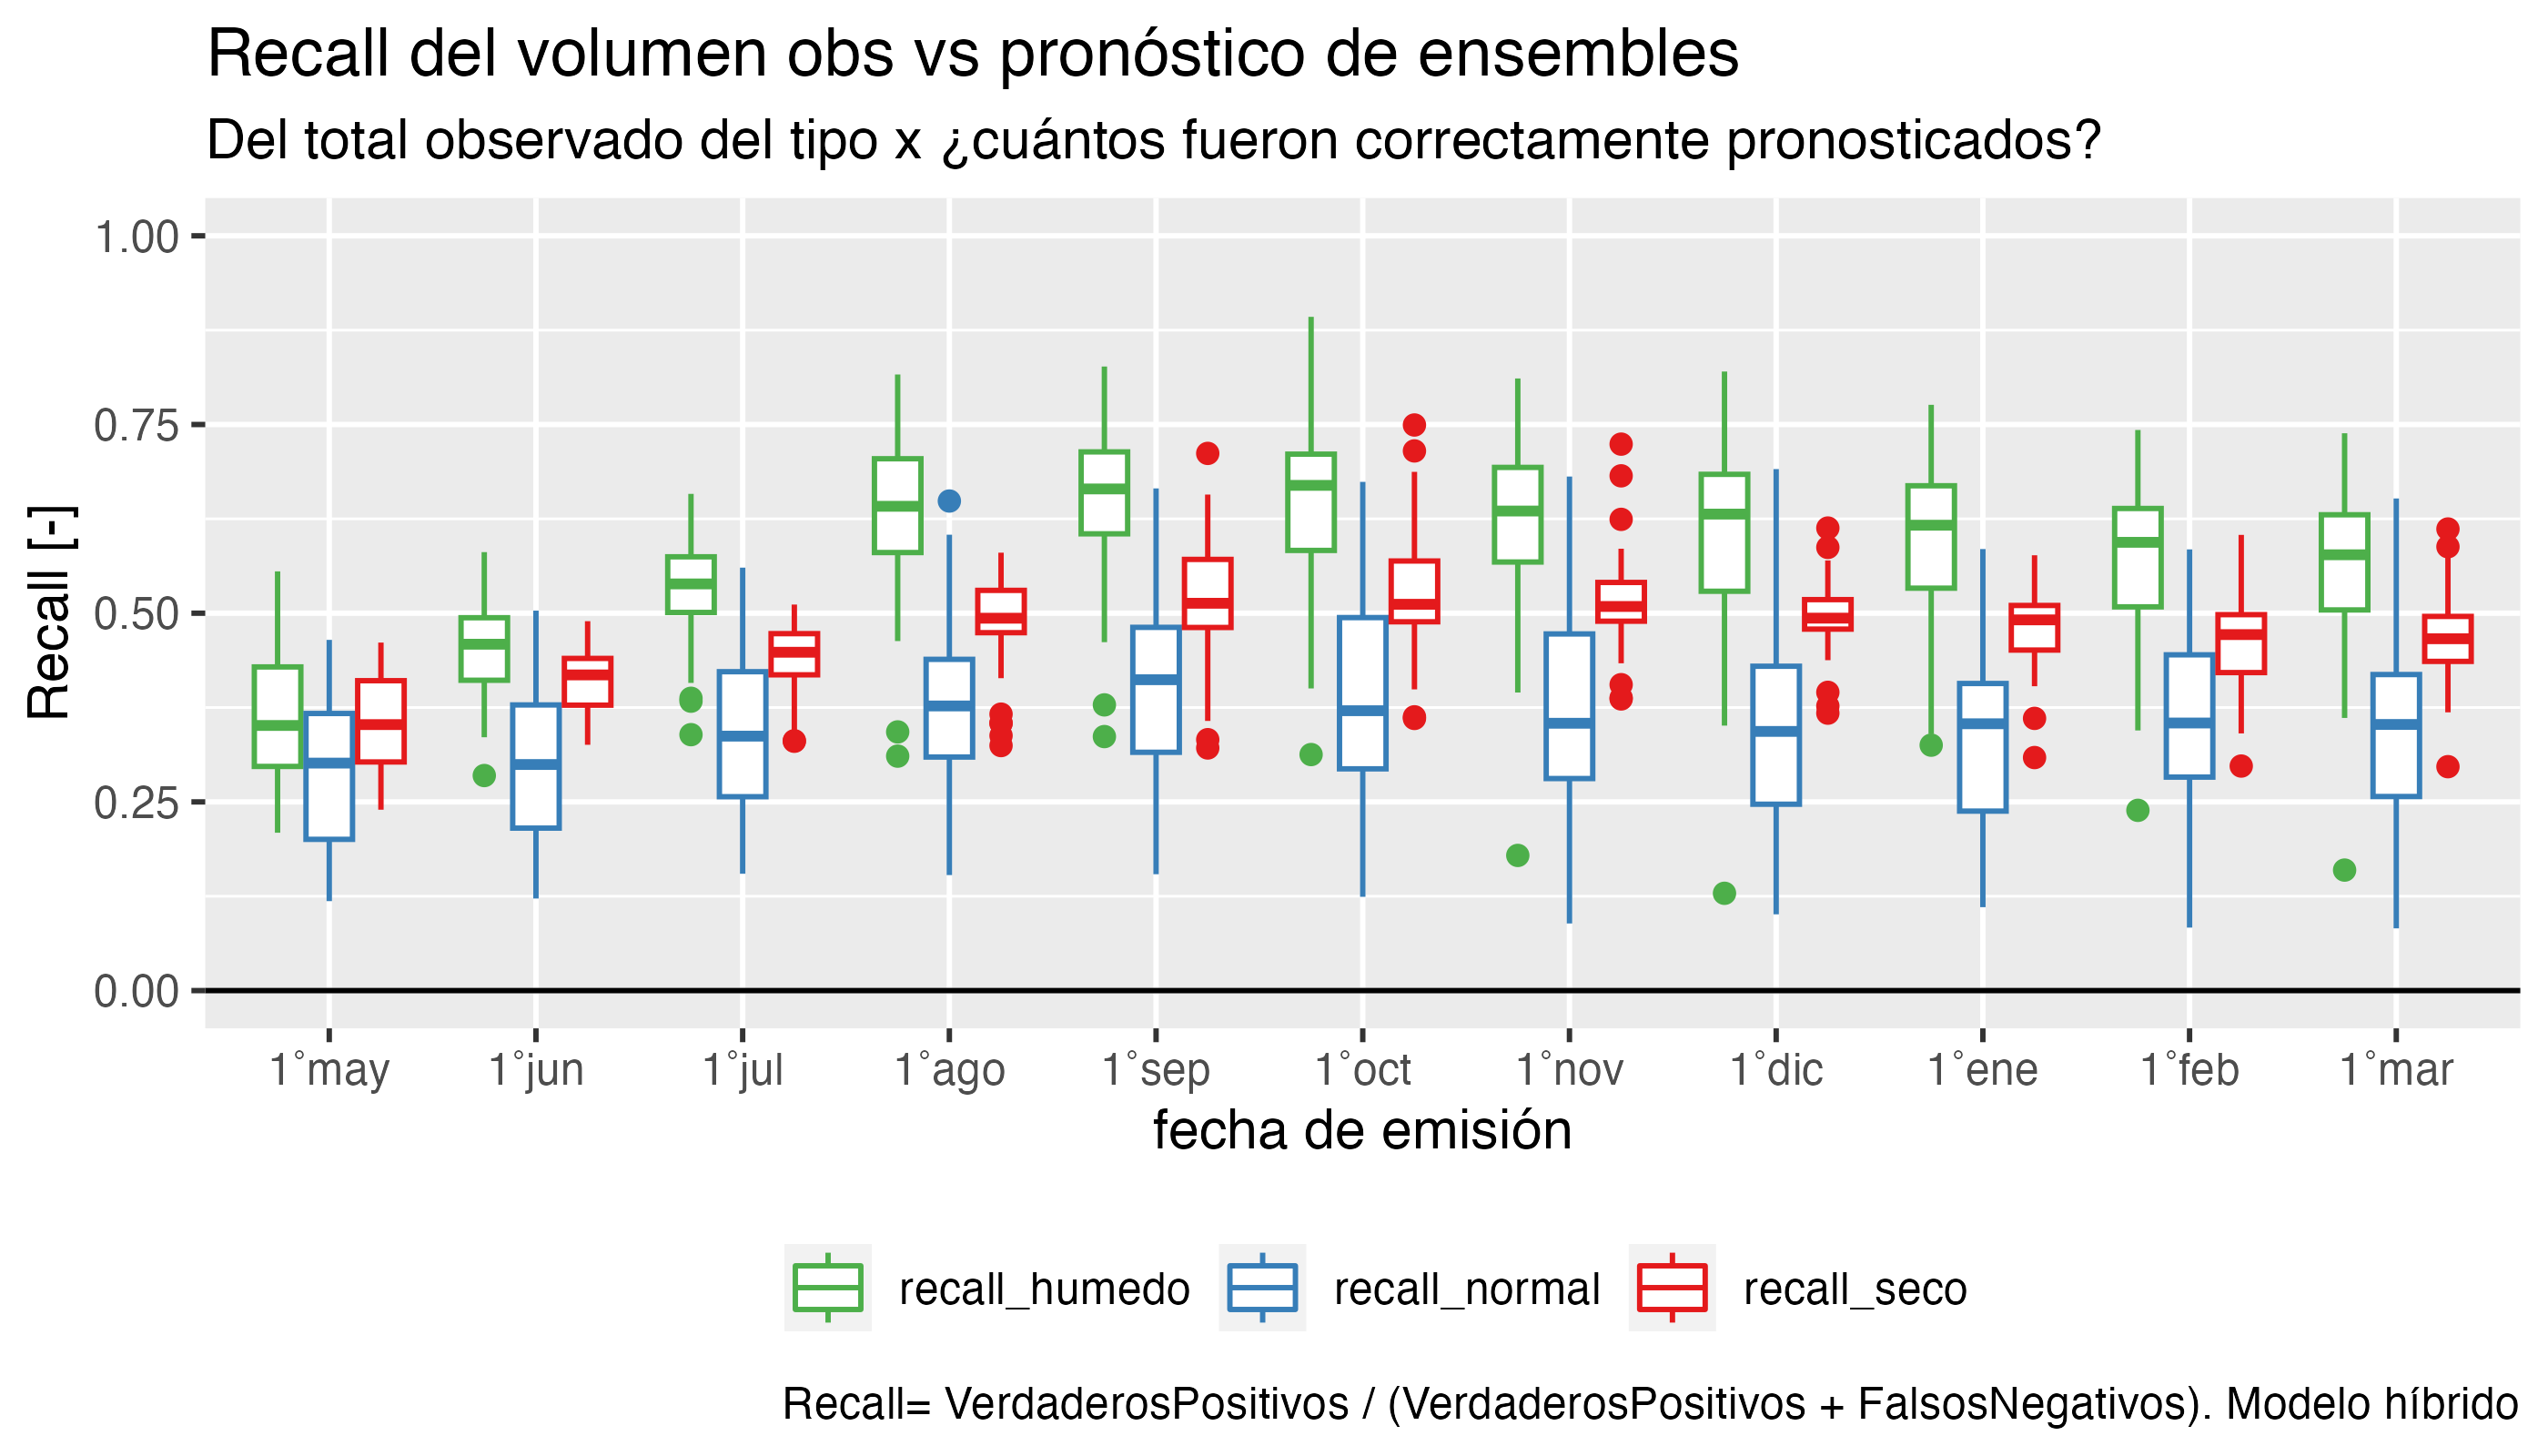 Recall del volumen obs vs pronóstico de ensembles
Del total observado del tipo x ¿cuántos fueron correctamente pronosticados?
Recall [-]
1.00
0.75
0.50
0.25
0.00
1°may 1°jun 1°jul 1°ago 1°sep 1°oct 1°nov 1°dic 1°ene 1°feb 1°mar
fecha de emisión
recall_humedo recall_normal recall_seco
Recall= VerdaderosPositivos / (VerdaderosPositivos + FalsosNegativos). Modelo híbrido